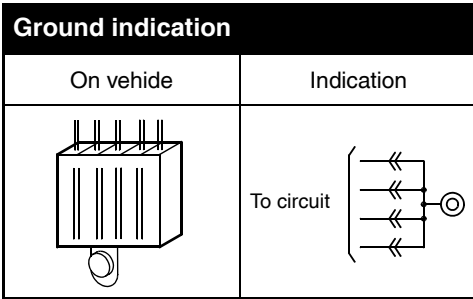 Ground indication
On vehide
Indication
To circuit